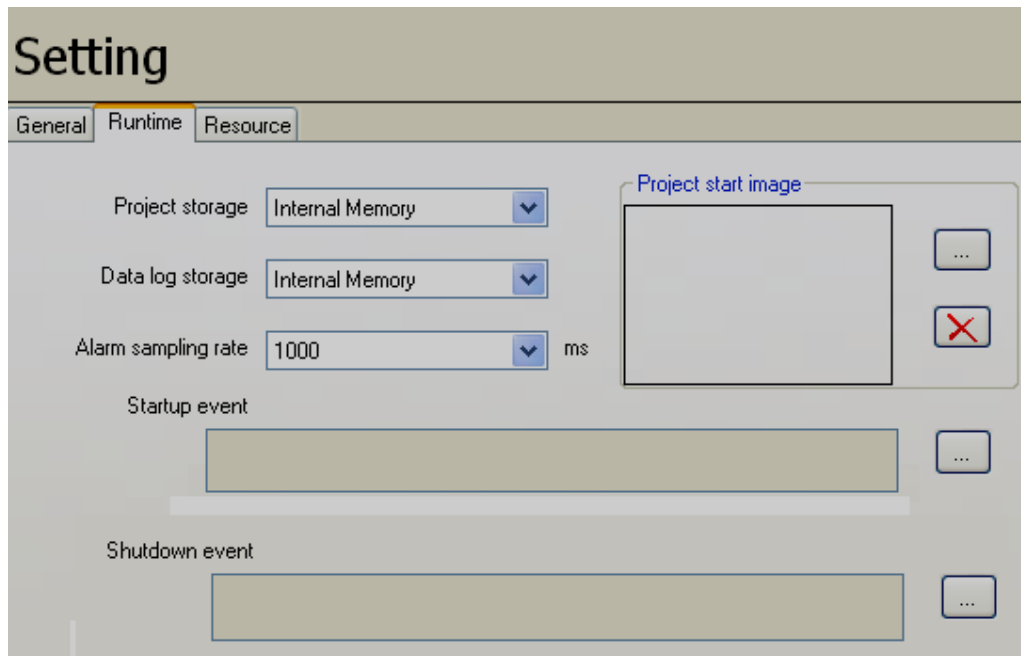 Setting
General Runtime Resource
Project storage Internal Memory
Data log storage Internal Memory
Alarm sampling rate 1000 ms
Project start image
...
Startup event
...
Shutdown event
...